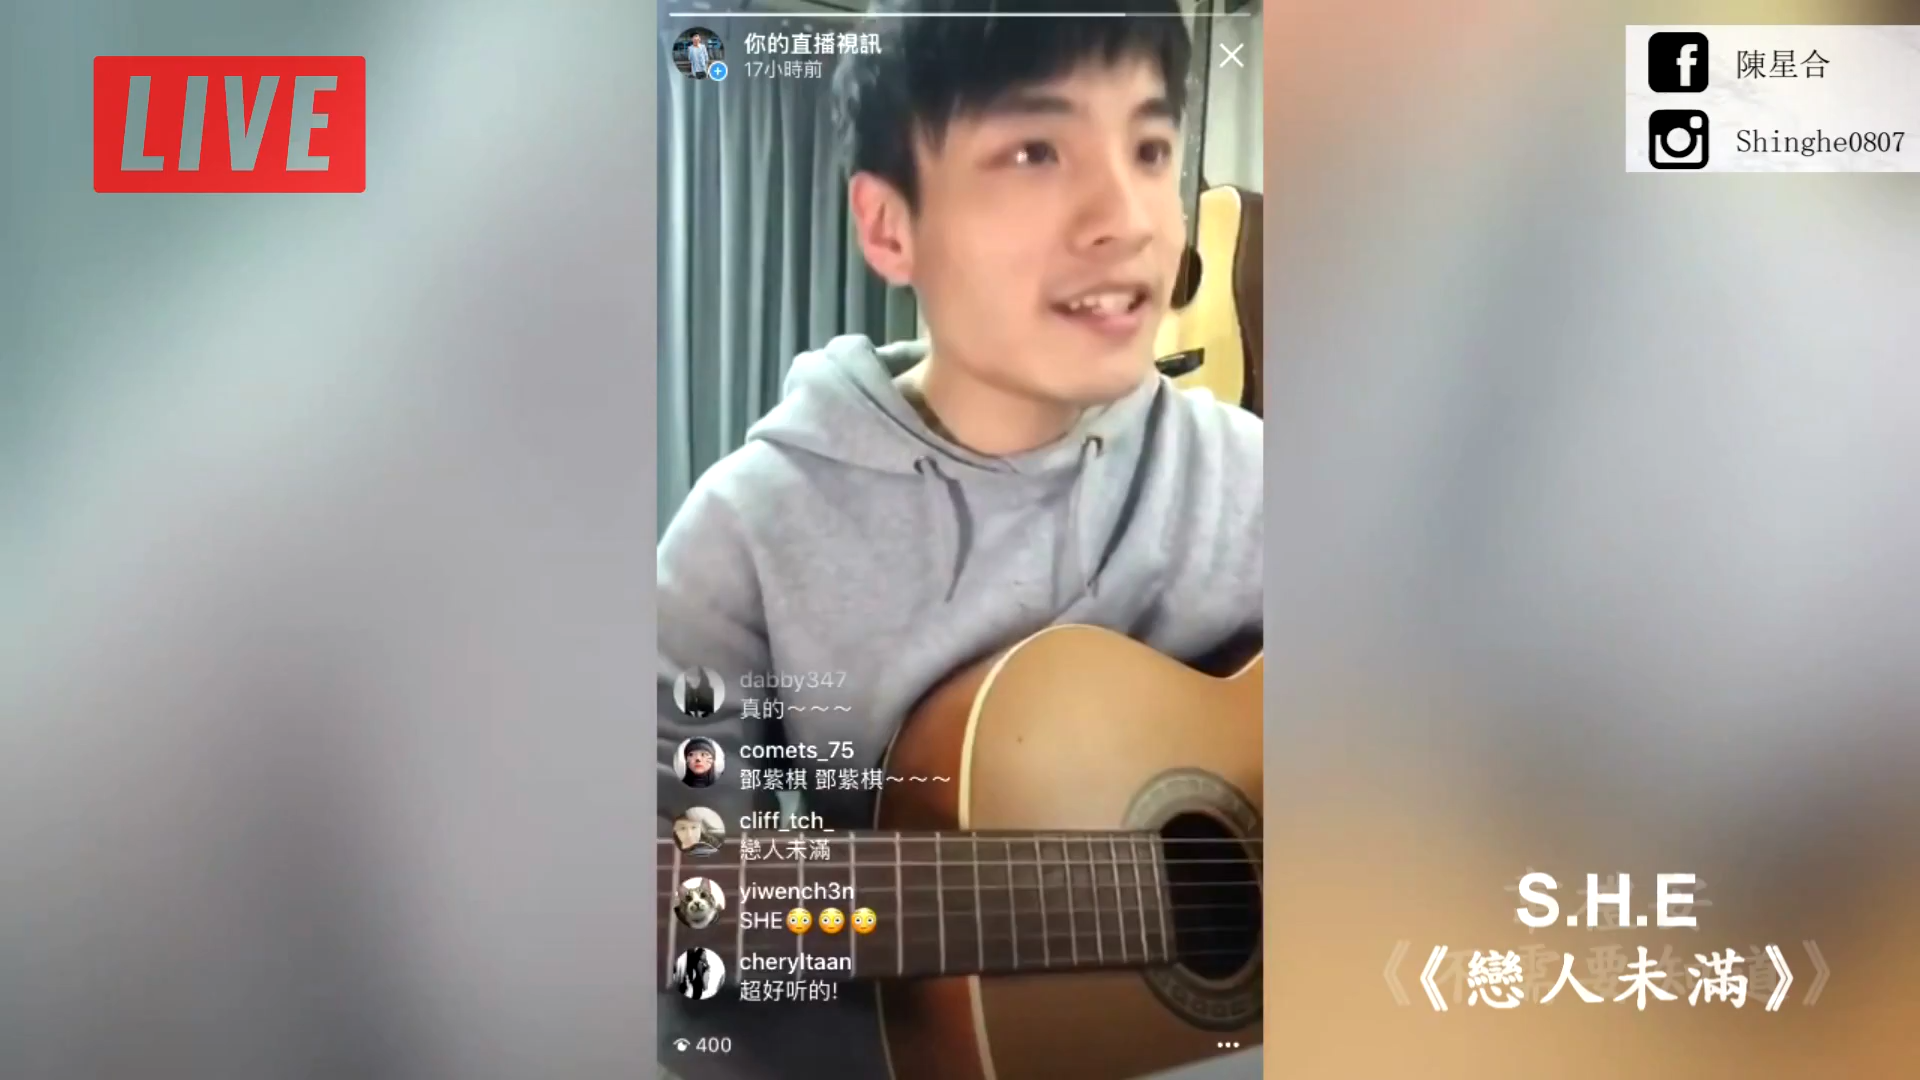 LIVE
你的直播視訊
17小時前
陳星合
Shinghe0807
dabby347
真的～～～
comets_75
鄧紫棋 鄧紫棋～～～
cliff_tch_
戀人未滿
yiwench3n
SHE😳😳😳
cheryltaan
超好听的!
400
S.H.E
《戀人未滿》